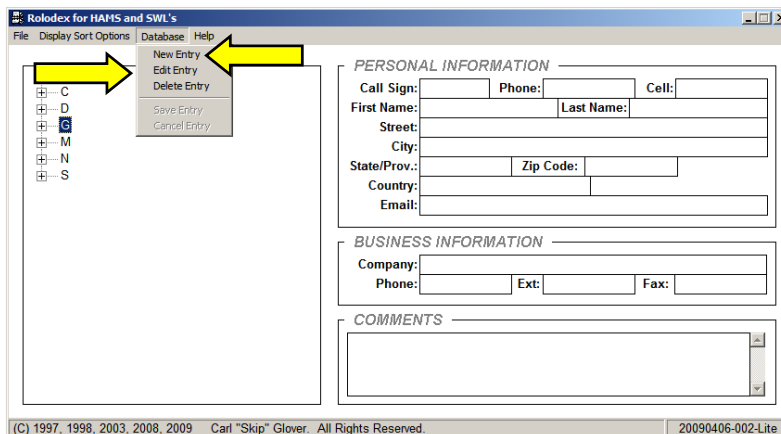 Rolodex for HAMS and SWL's
File Display Sort Options Database Help
New Entry
Edit Entry
Delete Entry
Save Entry
Cancel Entry
C
D
G
M
N
S
PERSONAL INFORMATION
Call Sign: Phone: Cell:
First Name: Last Name:
Street:
City:
State/Prov.: Zip Code:
Country:
Email:
BUSINESS INFORMATION
Company:
Phone: Ext: Fax:
COMMENTS
(C) 1997, 1998, 2003, 2008, 2009 Carl "Skip" Glover. All Rights Reserved. 20090406-002-Lite